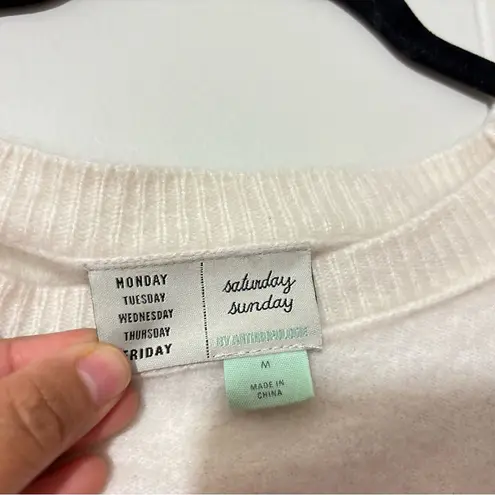 MONDAY
TUESDAY
WEDNESDAY
THURSDAY
FRIDAY
saturday
sunday
BY ANTHROPOLOGIE
M
MADE IN
CHINA